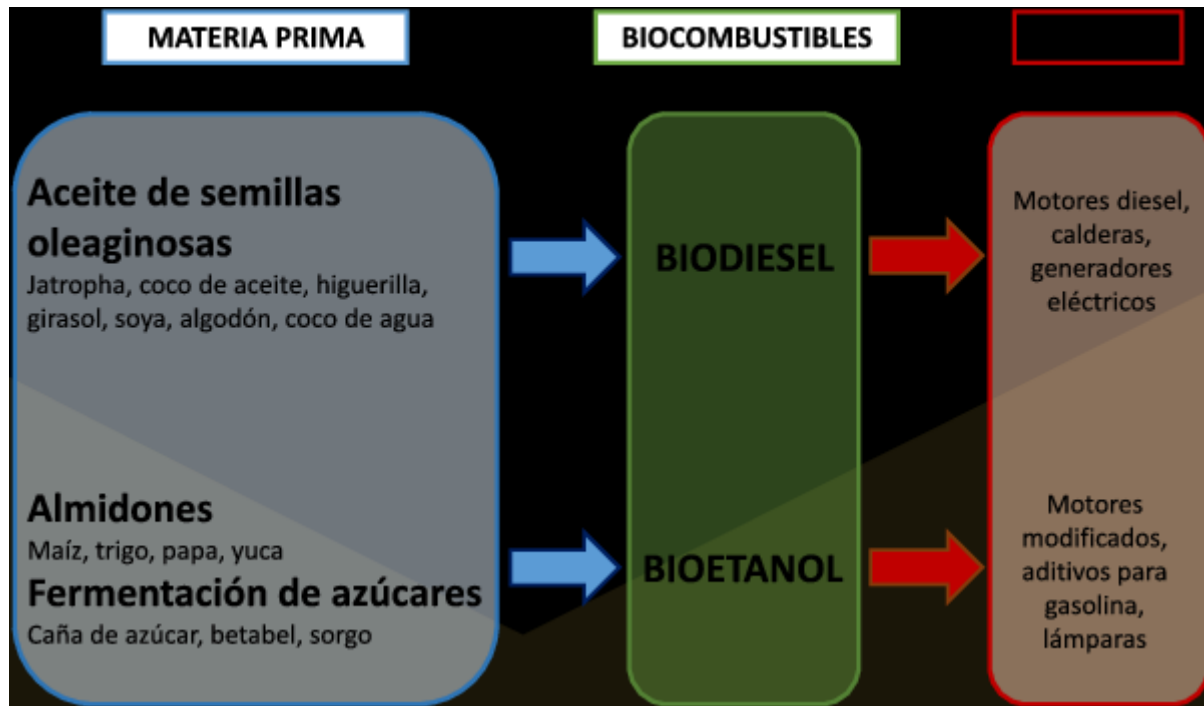 MATERIA PRIMA
BIOCOMBUSTIBLES
Aceite de semillas
oleaginosas
Jatropha, coco de aceite, higuerilla,
girasol, soya, algodón, coco de agua
BIODIESEL
Motores diesel,
calderas,
generadores
eléctricos
Almidones
Maíz, trigo, papa, yuca
Fermentación de azúcares
Caña de azúcar, betabel, sorgo
BIOETANOL
Motores
modificados,
aditivos para
gasolina,
lámparas